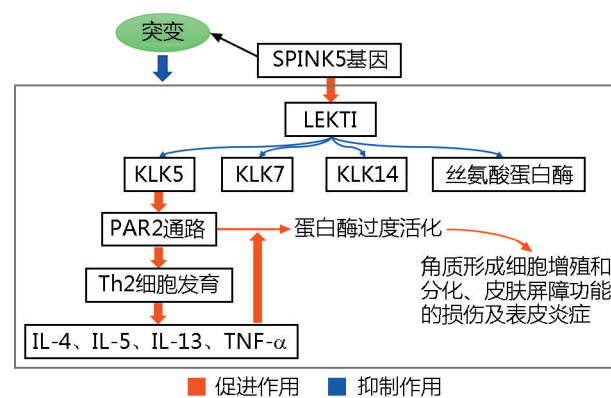 突变
SPINK5基因
LEKTI
KLK5
KLK7
KLK14
丝氨酸蛋白酶
PAR2通路
蛋白酶过度活化
Th2细胞发育
角质形成细胞增殖和
分化、皮肤屏障功能
的损伤及表皮炎症
IL-4、IL-5、IL-13、TNF-α
促进作用
抑制作用